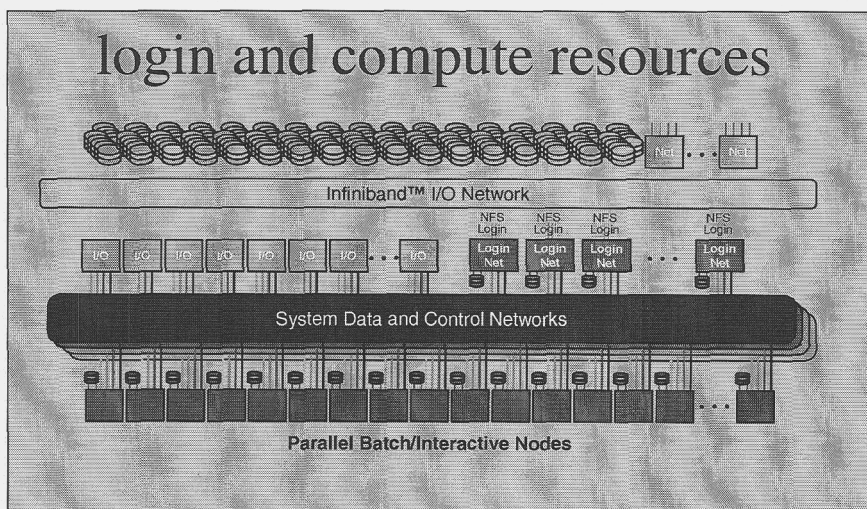 login and compute resources
Net • • • Net
Infiniband™ I/O Network
NFS Login NFS Login NFS Login NFS Login
I/O I/O I/O I/O I/O I/O I/O • • • I/O Login Net Login Net Login Net • • • Login Net
System Data and Control Networks
• • •
Parallel Batch/Interactive Nodes